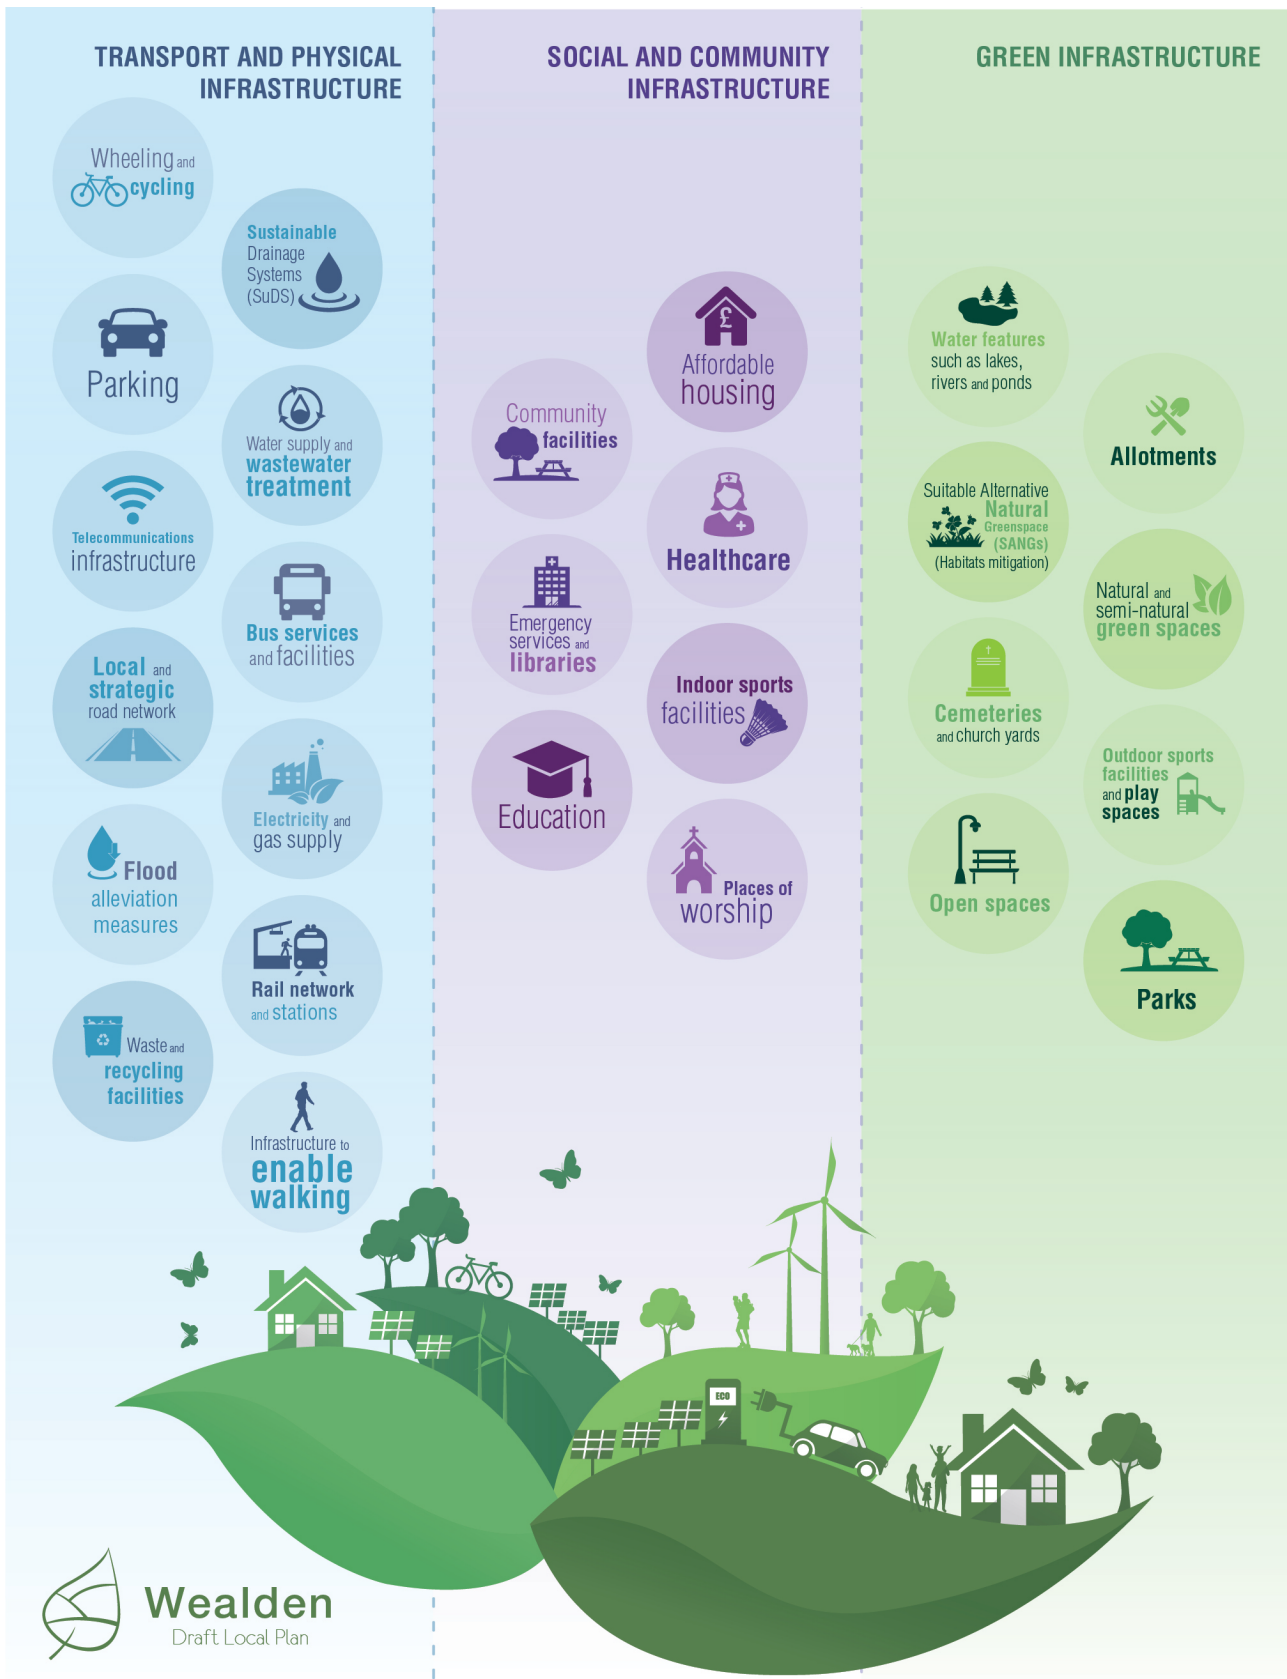 TRANSPORT AND PHYSICAL
INFRASTRUCTURE
Wheeling and
cycling
Sustainable
Drainage
Systems
(SuDS)
Parking
Water supply and
wastewater
treatment
Telecommunications
infrastructure
Bus services
and facilities
Local and
strategic
road network
Electricity and
gas supply
Flood
alleviation
measures
Rail network
and stations
Waste and
recycling
facilities
Infrastructure to
enable
walking
SOCIAL AND COMMUNITY
INFRASTRUCTURE
£
Affordable
housing
Community
facilities
Healthcare
Emergency
services and
libraries
Indoor sports
facilities
Education
Places of
worship
GREEN INFRASTRUCTURE
Water features
such as lakes,
rivers and ponds
Allotments
Suitable Alternative
Natural
Greenspace
(SANGs)
(Habitats mitigation)
Natural and
semi-natural
green spaces
Cemeteries
and church yards
Outdoor sports
facilities
and play
spaces
Open spaces
Parks
ECO
Wealden
Draft Local Plan